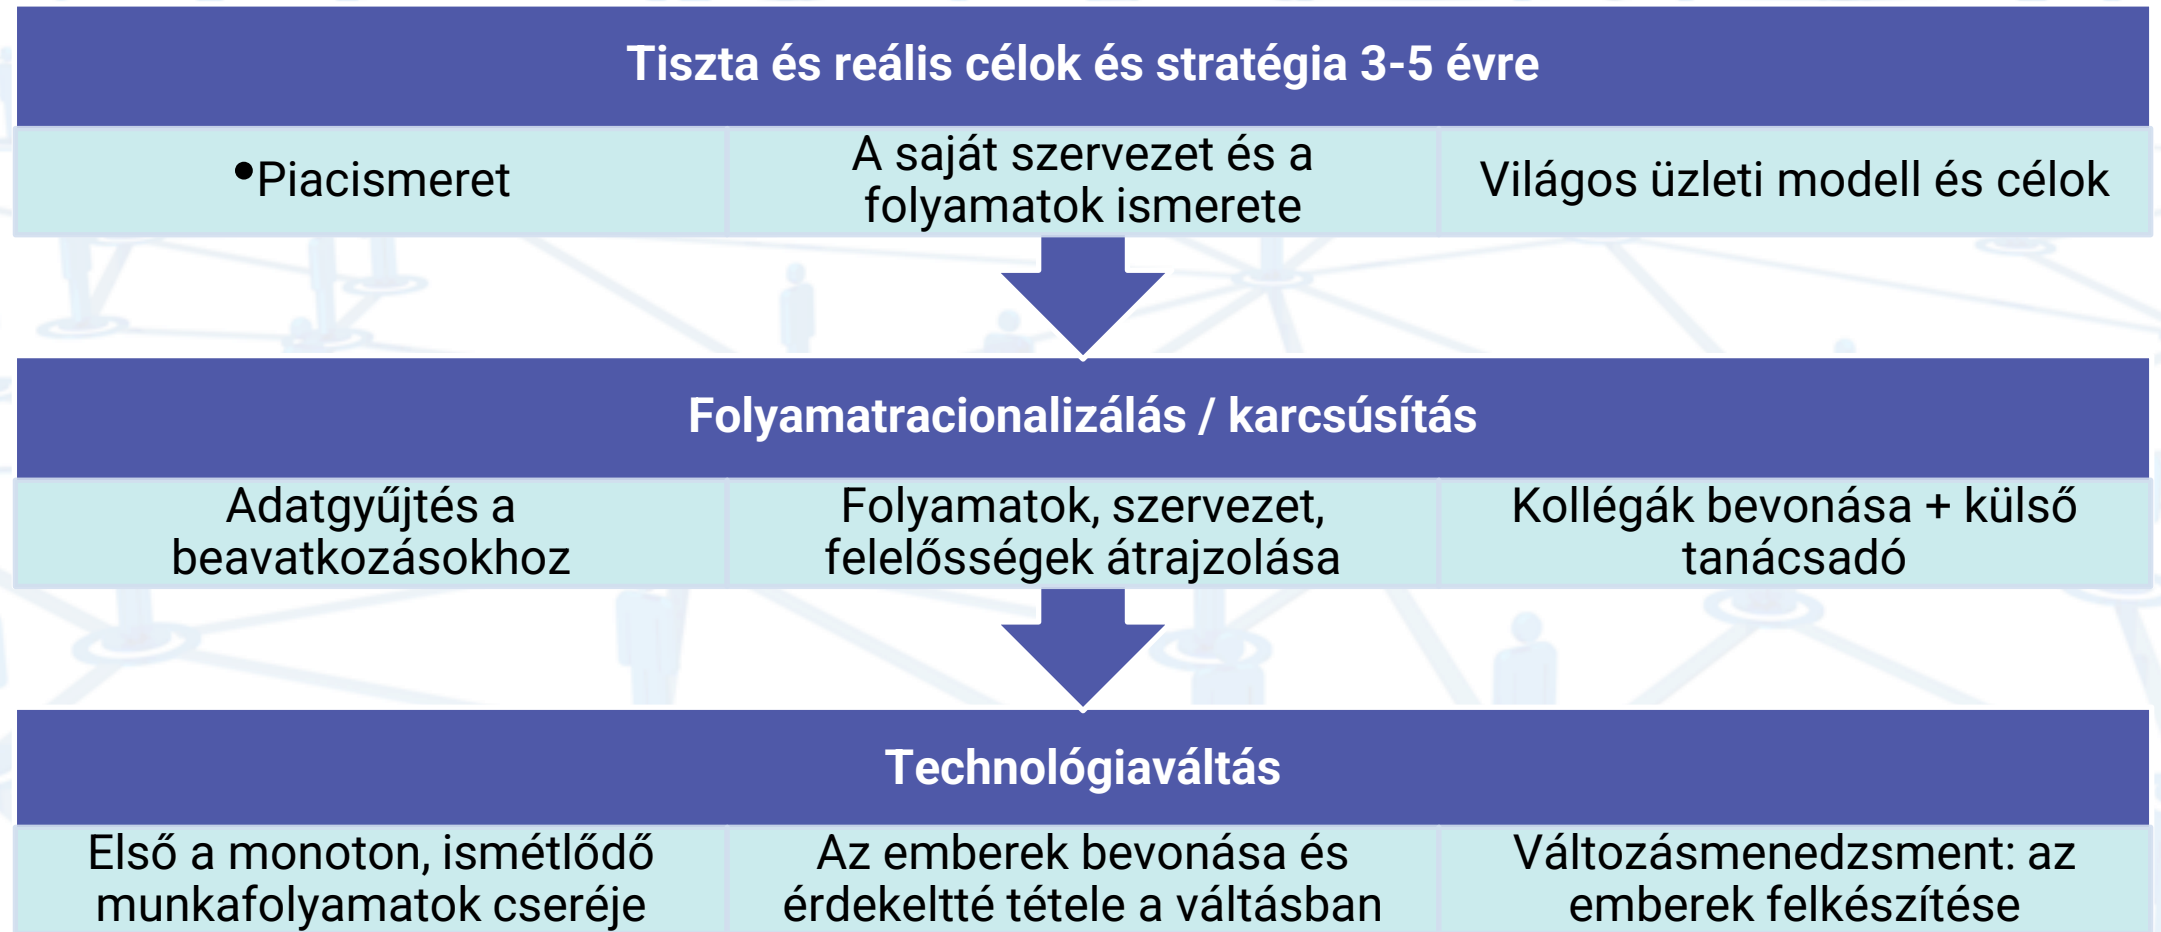 Tiszta és reális célok és stratégia 3-5 évre
•Piacismeret
A saját szervezet és a
folyamatok ismerete
Világos üzleti modell és célok
Folyamatracionalizálás / karcsúsítás
Adatgyűjtés a
beavatkozásokhoz
Folyamatok, szervezet,
felelősségek átrajzolása
Kollégák bevonása + külső
tanácsadó
Technológiaváltás
Első a monoton, ismétlődő
munkafolyamatok cseréje
Az emberek bevonása és
érdekeltté tétele a váltásban
Változásmenedzsment: az
emberek felkészítése